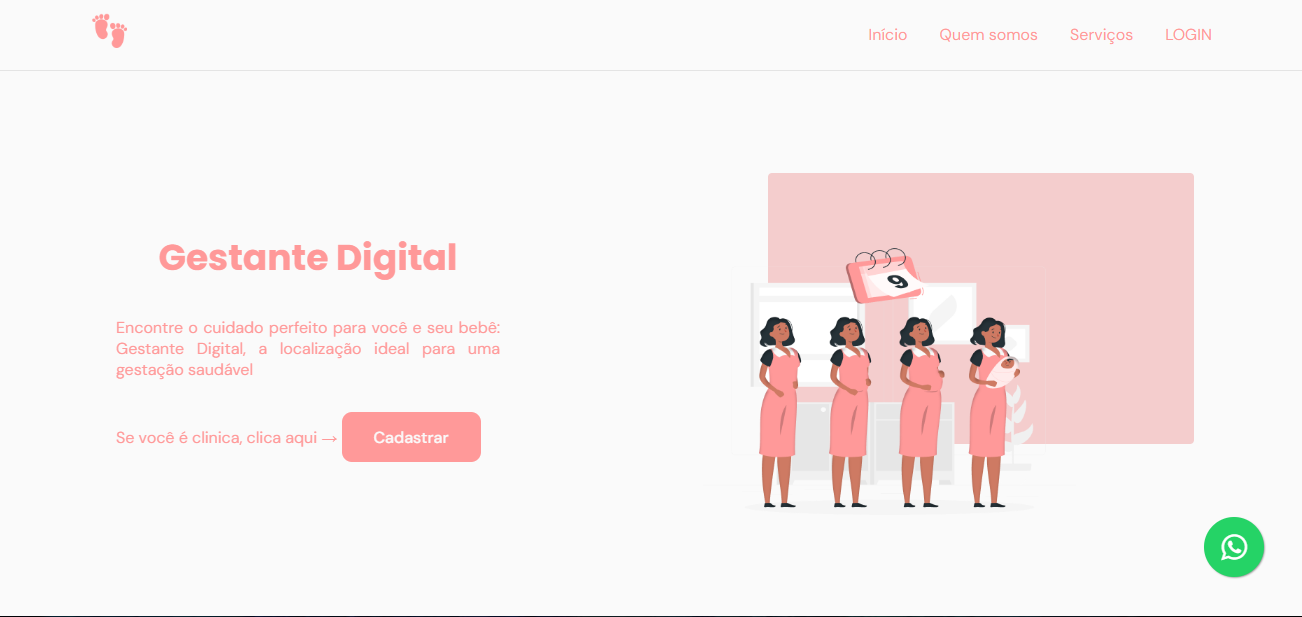 Início Quem somos Serviços LOGIN
Gestante Digital
Encontre o cuidado perfeito para você e seu bebê:
Gestante Digital, a localização ideal para uma
gestação saudável
Se você é clinica, clica aqui → Cadastrar
9